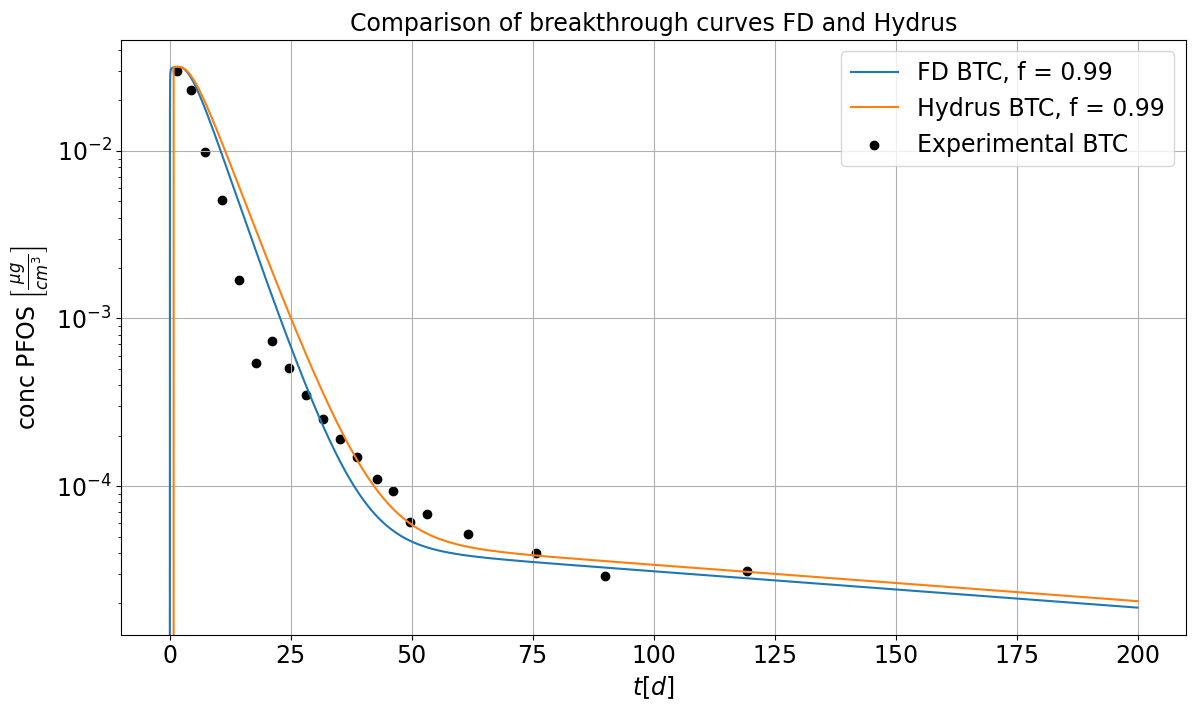 Comparison of breakthrough curves FD and Hydrus
FD BTC, f = 0.99
Hydrus BTC, f = 0.99
Experimental BTC
conc PFOS [μg/cm³]
10⁻²
10⁻³
10⁻⁴
0 25 50 75 100 125 150 175 200
t[d]